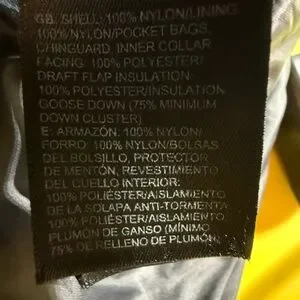 GB: SHELL: 100% NYLON/LINING
100% NYLON/POCKET BAGS,
CHINGUARD, INNER COLLAR
FACING: 100% POLYESTER/
DRAFT FLAP INSULATION:
100% POLYESTER/INSULATION
GOOSE DOWN (75% MINIMUM
DOWN CLUSTER)
E: ARMAZÓN: 100% NYLON/
FORRO: 100% NYLON/BOLSAS
DEL BOLSILLO, PROTECTOR
DE MENTÓN, REVESTIMIENTO
DEL CUELLO INTERIOR:
100% POLIÉSTER/AISLAMIENTO
DE LA SOLAPA ANTI-TORMENTA
100% POLIÉSTER/AISLAMIENTO
PLUMÓN DE GANSO (MÍNIMO
75% DE RELLENO DE PLUMÓN)